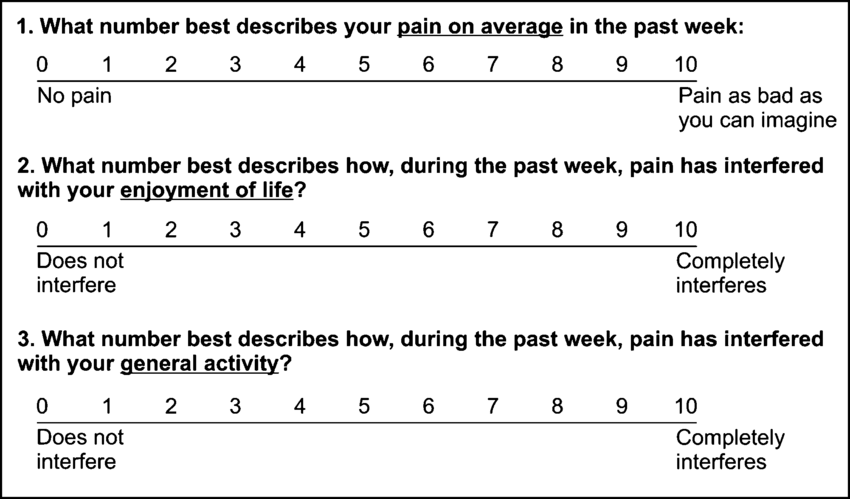 1. What number best describes your pain on average in the past week:
0 1 2 3 4 5 6 7 8 9 10
No pain Pain as bad as
you can imagine
2. What number best describes how, during the past week, pain has interfered
with your enjoyment of life?
0 1 2 3 4 5 6 7 8 9 10
Does not Completely
interfere interferes
3. What number best describes how, during the past week, pain has interfered
with your general activity?
0 1 2 3 4 5 6 7 8 9 10
Does not Completely
interfere interferes